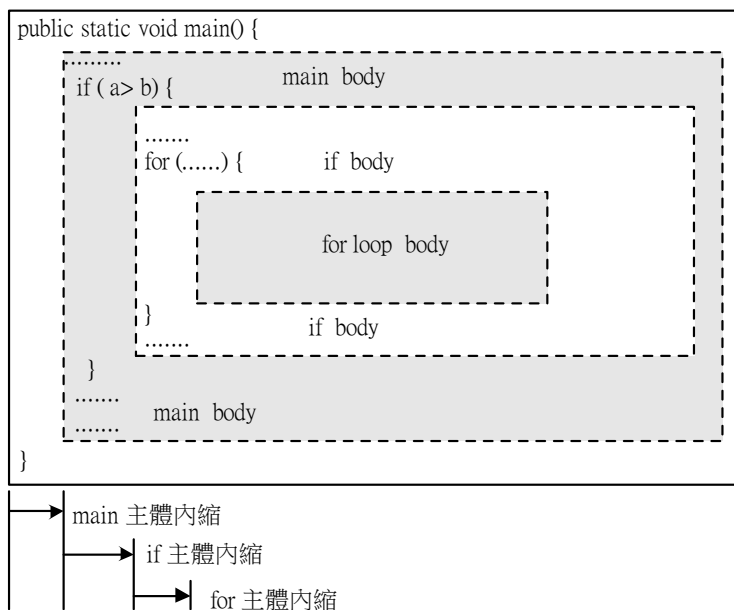 public static void main() {
.........
main body
if ( a> b) {
.......
for (......) {
if body
for loop body
}
if body
.......
}
.......
main body
.......
}
main 主體內縮
if 主體內縮
for 主體內縮